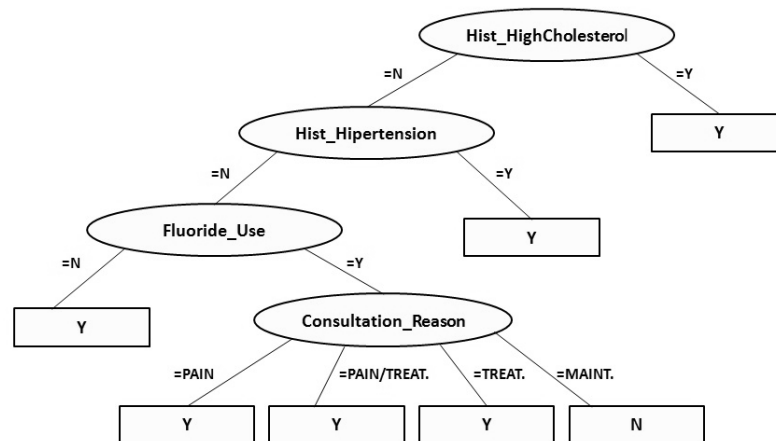 Hist_HighCholesterol
=N
=Y
Hist_Hipertension
Y
=N
=Y
Fluoride_Use
Y
=N
=Y
Y
Consultation_Reason
=PAIN
=PAIN/TREAT.
=TREAT.
=MAINT.
Y
Y
Y
N